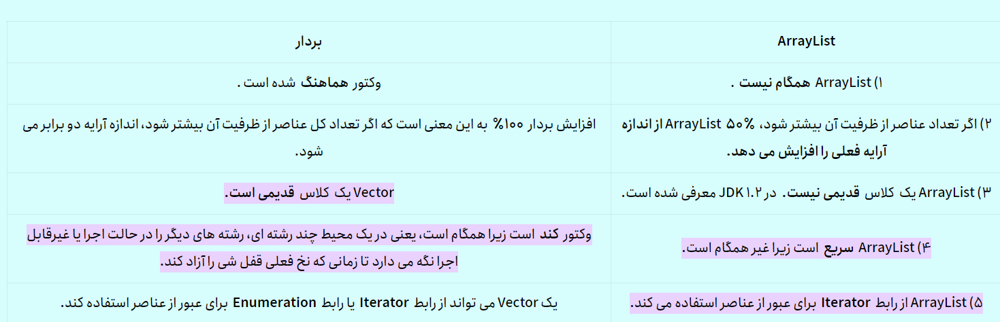 ArrayList
بردار
۱) ArrayList همگام نیست .
وکتور هماهنگ شده است .
۲) اگر تعداد عناصر از ظرفیت آن بیشتر شود، ArrayList ۵۰% از اندازه
آرایه فعلی را افزایش می دهد.
افزایش بردار ۱۰۰% به این معنی است که اگر تعداد کل عناصر از ظرفیت آن بیشتر شود، اندازه آرایه دو برابر می
شود.
۳) ArrayList یک کلاس قدیمی نیست. در JDK ۱.۲ معرفی شده است.
Vector یک کلاس قدیمی است.
۴) ArrayList سریع است زیرا غیر همگام است.
وکتور کند است زیرا همگام است، یعنی در یک محیط چند رشته ای، رشته های دیگر را در حالت اجرا یا غیرقابل
اجرا نگه می دارد تا زمانی که نخ فعلی قفل شی را آزاد کند.
۵) ArrayList از رابط Iterator برای عبور از عناصر استفاده می کند.
یک Vector می تواند از رابط Iterator یا رابط Enumeration برای عبور از عناصر استفاده کند.